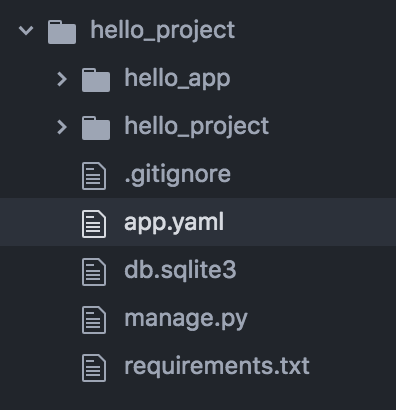 hello_project
hello_app
hello_project
.gitignore
app.yaml
db.sqlite3
manage.py
requirements.txt